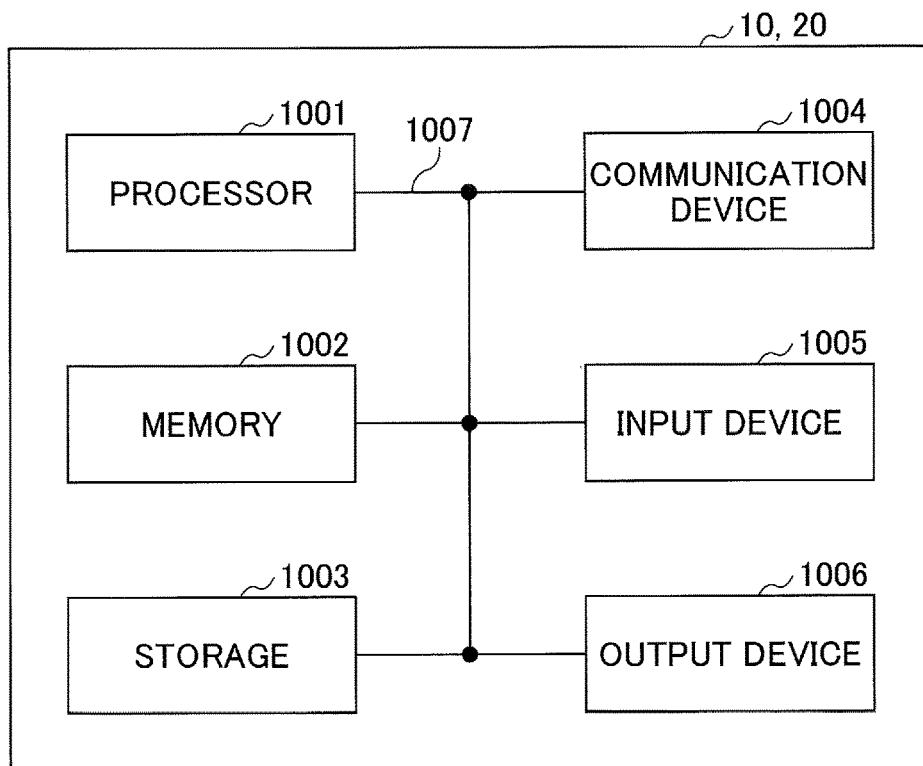 10, 20
1001
1007
1004
PROCESSOR
COMMUNICATION
DEVICE
1002
1005
MEMORY
INPUT DEVICE
1003
1006
STORAGE
OUTPUT DEVICE